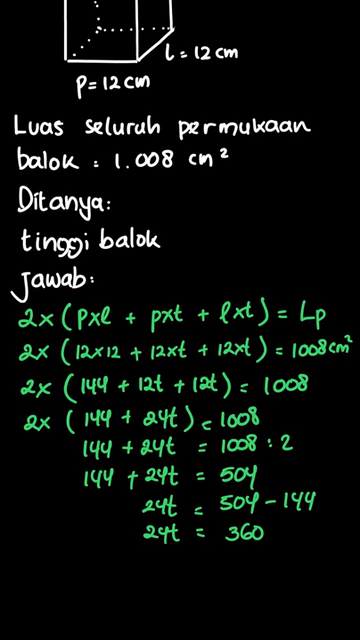 l = 12 cm
p = 12 cm
Luas seluruh permukaan
balok = 1.008 cm²
Ditanya:
tinggi balok
Jawab:
2x (pxl + pxt + lxt) = Lp
2x (12x12 + 12xt + 12xt) = 1008 cm²
2x (144 + 12t + 12t) = 1008
2x (144 + 24t) = 1008
144 + 24t = 1008 : 2
144 + 24t = 504
24t = 504 - 144
24t = 360